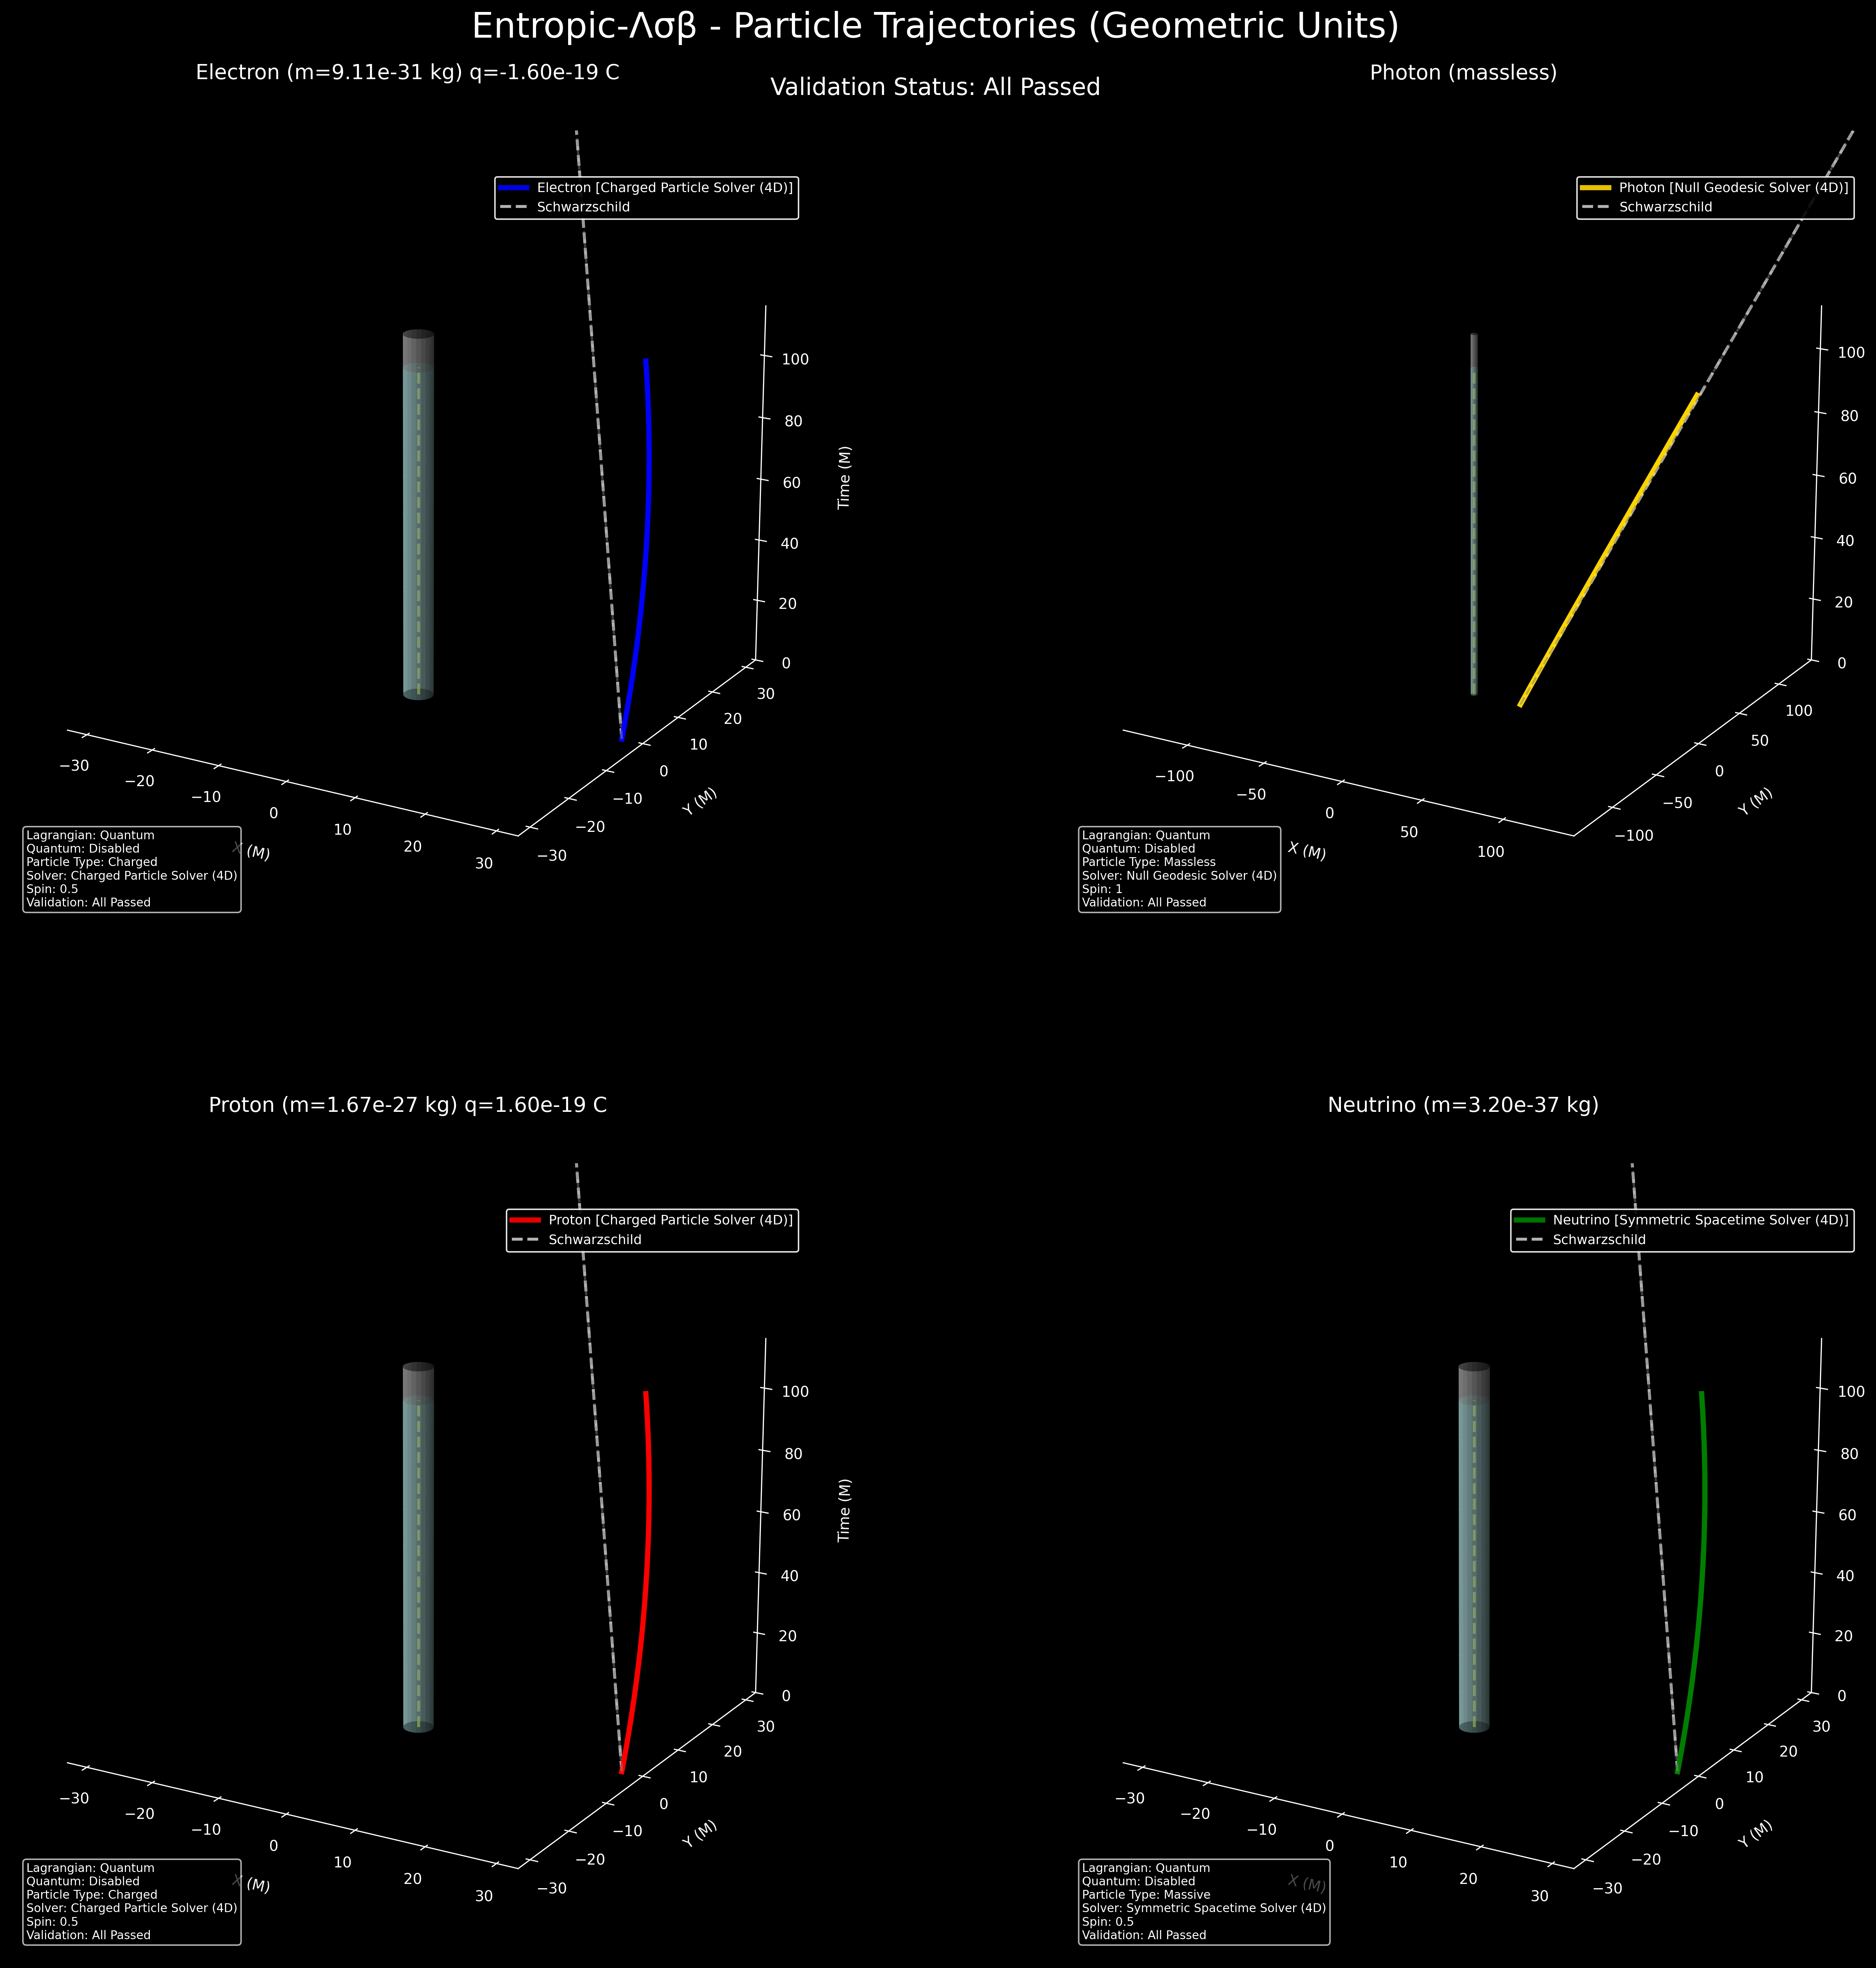 Entropic-Λσβ - Particle Trajectories (Geometric Units)
Validation Status: All Passed
Electron (m=9.11e-31 kg) q=-1.60e-19 C
Electron [Charged Particle Solver (4D)]
Schwarzschild
100
80
60
40
20
0
Time (M)
30
20
10
0
−10
−20
−30
Y (M)
−30
−20
−10
0
10
20
30
X (M)
Lagrangian: Quantum
Quantum: Disabled
Particle Type: Charged
Solver: Charged Particle Solver (4D)
Spin: 0.5
Validation: All Passed
Photon (massless)
Photon [Null Geodesic Solver (4D)]
Schwarzschild
100
80
60
40
20
0
100
50
0
−50
−100
Y (M)
−100
−50
0
50
100
X (M)
Lagrangian: Quantum
Quantum: Disabled
Particle Type: Massless
Solver: Null Geodesic Solver (4D)
Spin: 1
Validation: All Passed
Proton (m=1.67e-27 kg) q=1.60e-19 C
Proton [Charged Particle Solver (4D)]
Schwarzschild
100
80
60
40
20
0
Time (M)
30
20
10
0
−10
−20
−30
Y (M)
−30
−20
−10
0
10
20
30
X (M)
Lagrangian: Quantum
Quantum: Disabled
Particle Type: Charged
Solver: Charged Particle Solver (4D)
Spin: 0.5
Validation: All Passed
Neutrino (m=3.20e-37 kg)
Neutrino [Symmetric Spacetime Solver (4D)]
Schwarzschild
100
80
60
40
20
0
30
20
10
0
−10
−20
−30
Y (M)
−30
−20
−10
0
10
20
30
X (M)
Lagrangian: Quantum
Quantum: Disabled
Particle Type: Massive
Solver: Symmetric Spacetime Solver (4D)
Spin: 0.5
Validation: All Passed